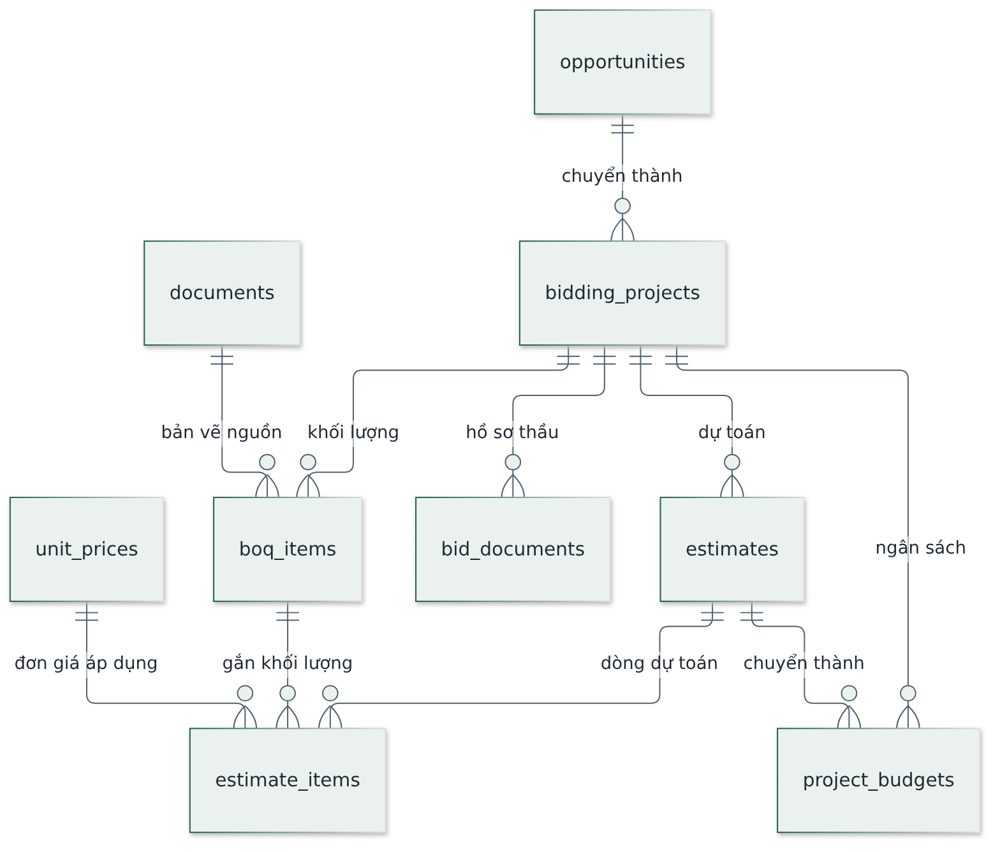 opportunities
chuyển thành
documents
bidding_projects
bản vẽ nguồn
khối lượng
hồ sơ thầu
dự toán
unit_prices
boq_items
bid_documents
estimates
ngân sách
đơn giá áp dụng
gắn khối lượng
dòng dự toán
chuyển thành
estimate_items
project_budgets